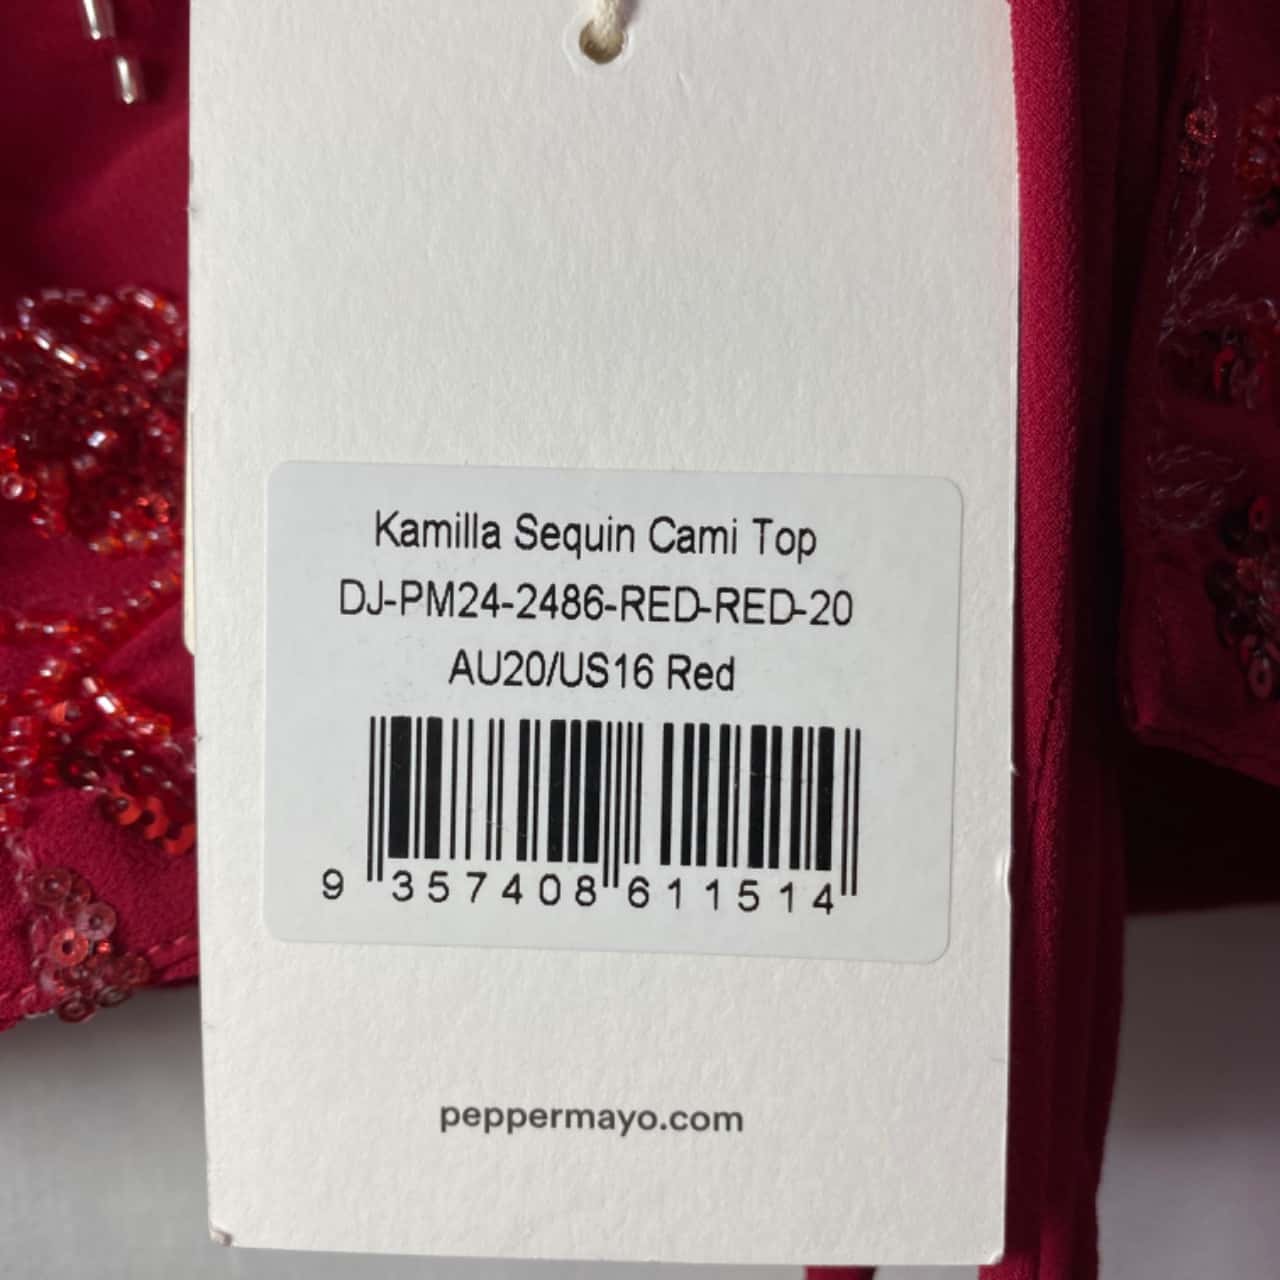 Kamilla Sequin Cami Top
DJ-PM24-2486-RED-RED-20
AU20/US16 Red
9 357408 611514
peppermayo.com